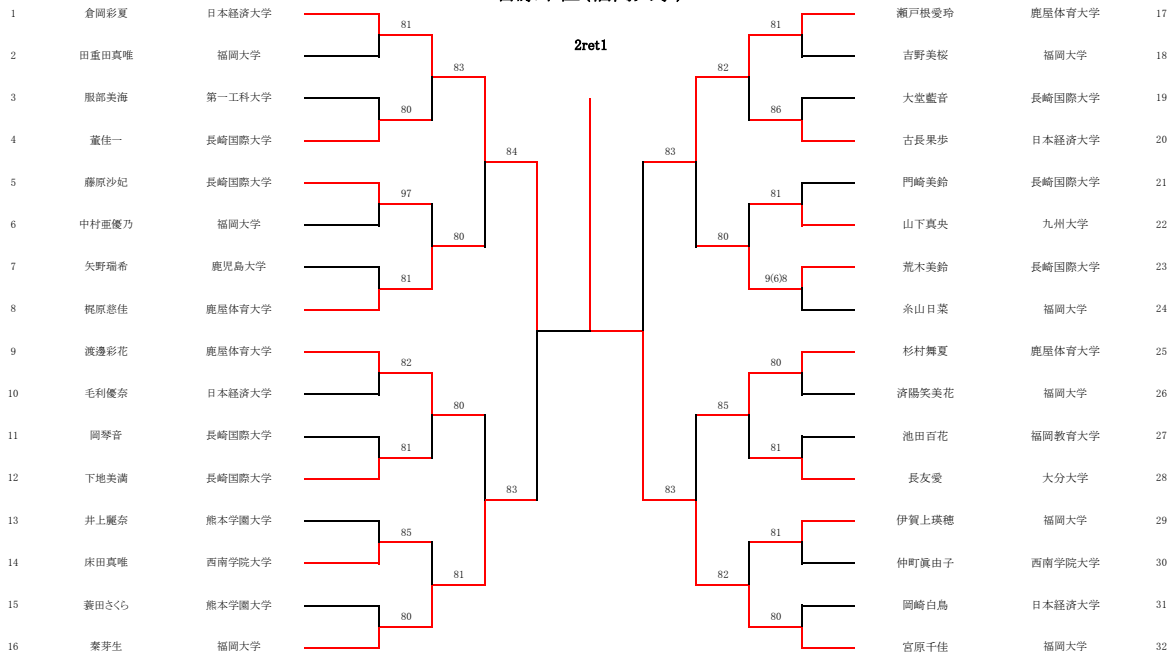 2ret1
1 倉岡彩夏 日本経済大学
2 田重田真唯 福岡大学
3 服部美海 第一工科大学
4 董佳一 長崎国際大学
5 藤原沙妃 長崎国際大学
6 中村亜優乃 福岡大学
7 矢野瑞希 鹿児島大学
8 梶原慈佳 鹿屋体育大学
9 渡邊彩花 鹿屋体育大学
10 毛利優奈 日本経済大学
11 岡琴音 長崎国際大学
12 下地美満 長崎国際大学
13 井上麗奈 熊本学園大学
14 床田真唯 西南学院大学
15 蓑田さくら 熊本学園大学
16 秦芽生 福岡大学
81
80
97
81
82
81
85
80
83
80
80
81
84
83
83
83
82
80
85
82
81
86
81
9(6)8
80
81
81
80
瀬戸根愛玲 鹿屋体育大学 17
吉野美桜 福岡大学 18
大堂藍音 長崎国際大学 19
古長果歩 日本経済大学 20
門崎美鈴 長崎国際大学 21
山下真央 九州大学 22
荒木美鈴 長崎国際大学 23
糸山日菜 福岡大学 24
杉村舞夏 鹿屋体育大学 25
済陽笑美花 福岡大学 26
池田百花 福岡教育大学 27
長友愛 大分大学 28
伊賀上瑛穂 福岡大学 29
仲町眞由子 西南学院大学 30
岡崎白鳥 日本経済大学 31
宮原千佳 福岡大学 32